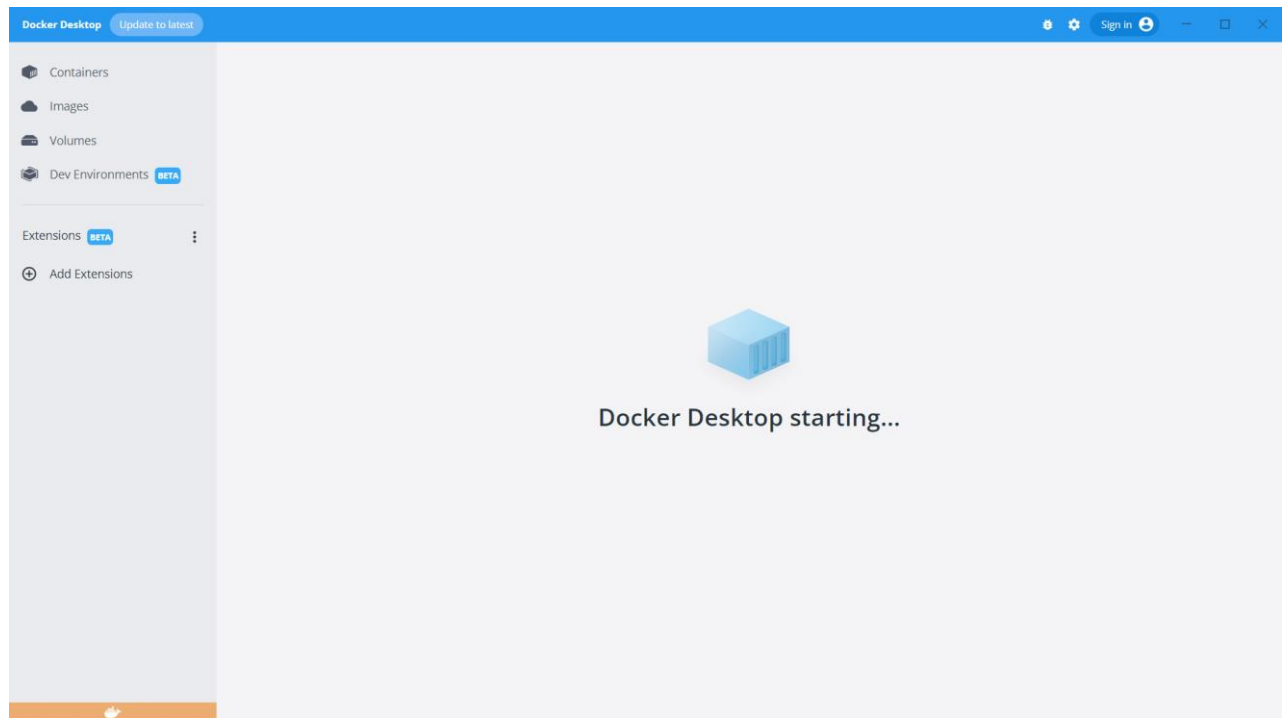 Docker Desktop Update to latest Sign in
Containers
Images
Volumes
Dev Environments BETA
Extensions BETA
Add Extensions
Docker Desktop starting...